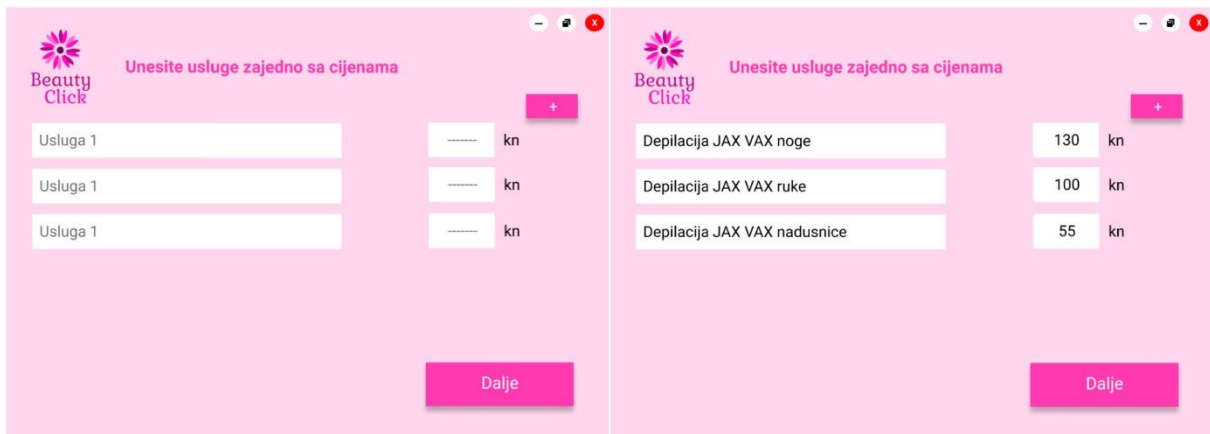 Beauty
Click
Unesite usluge zajedno sa cijenama
+
Usluga 1 ------- kn
Usluga 1 ------- kn
Usluga 1 ------- kn
Dalje
X
Beauty
Click
Unesite usluge zajedno sa cijenama
+
Depilacija JAX VAX noge 130 kn
Depilacija JAX VAX ruke 100 kn
Depilacija JAX VAX nadusnice 55 kn
Dalje
X